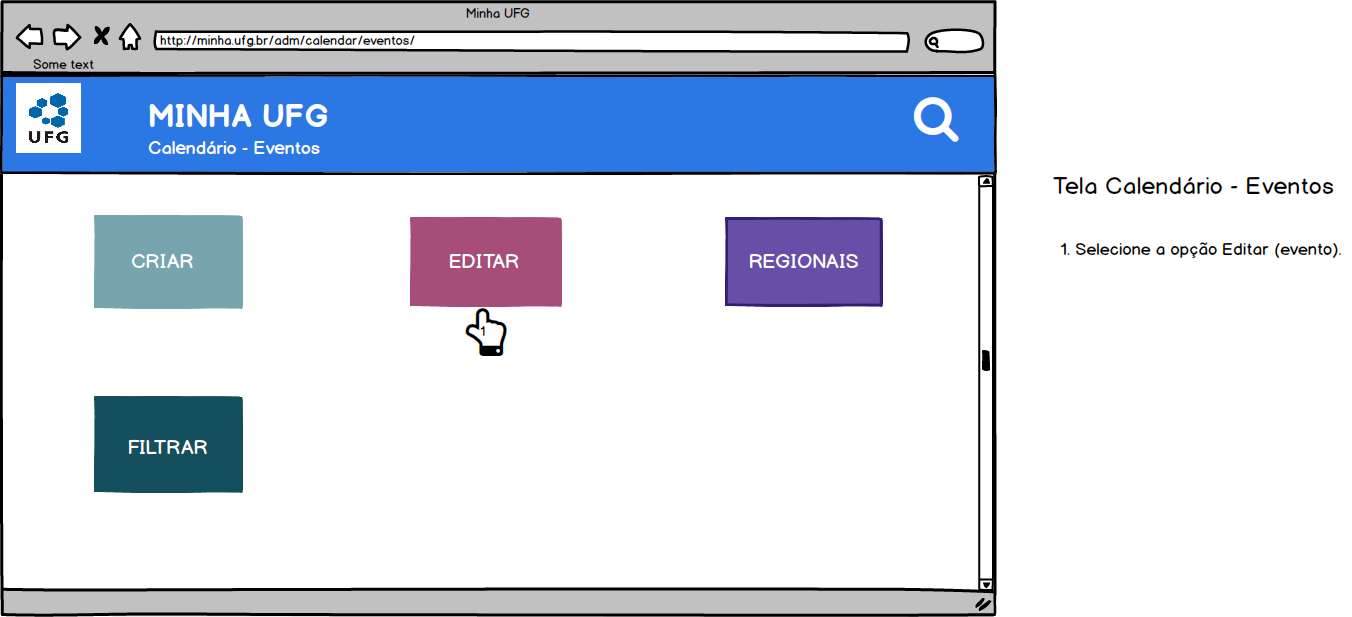 Minha UFG
http://minha.ufg.br/adm/calendar/eventos/
Some text
UFG
MINHA UFG
Calendário - Eventos
CRIAR
EDITAR
REGIONAIS
1
FILTRAR
Tela Calendário - Eventos
1. Selecione a opção Editar (evento).